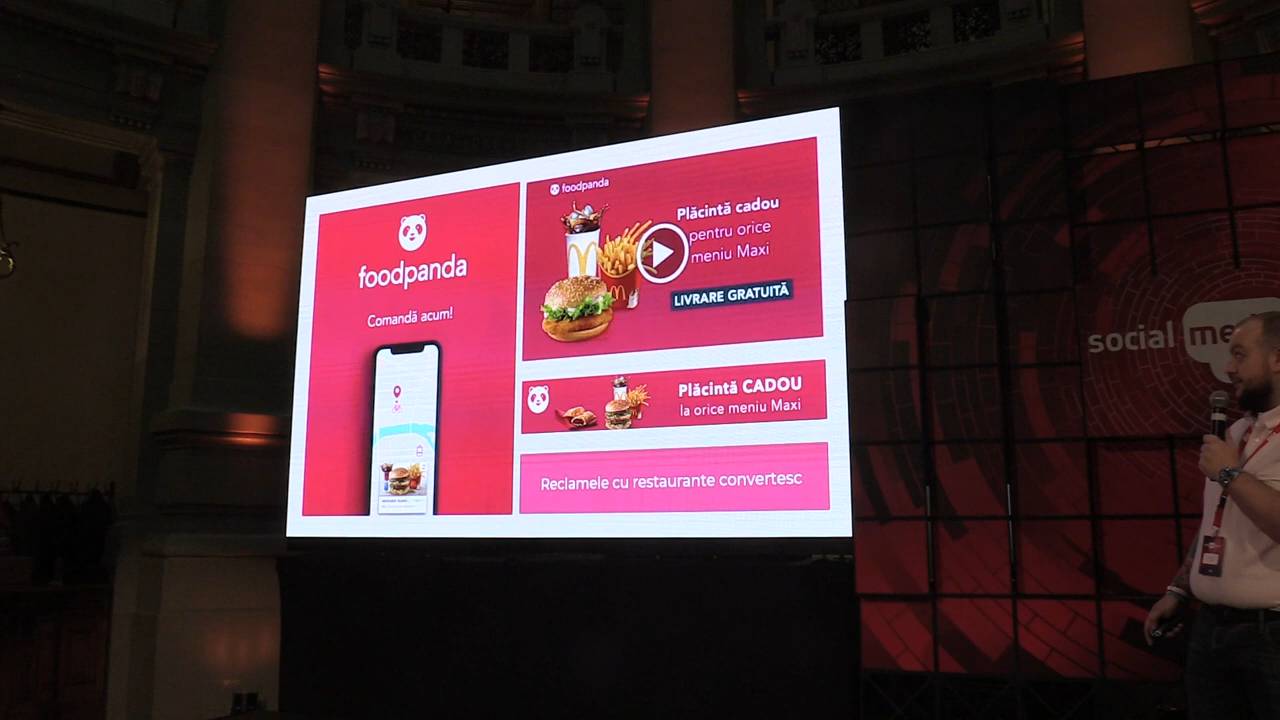 foodpanda
Comandă acum!
foodpanda
Plăcintă cadou
pentru orice
meniu Maxi
LIVRARE GRATUITĂ
Plăcintă CADOU
la orice meniu Maxi
Reclamele cu restaurante convertesc
social